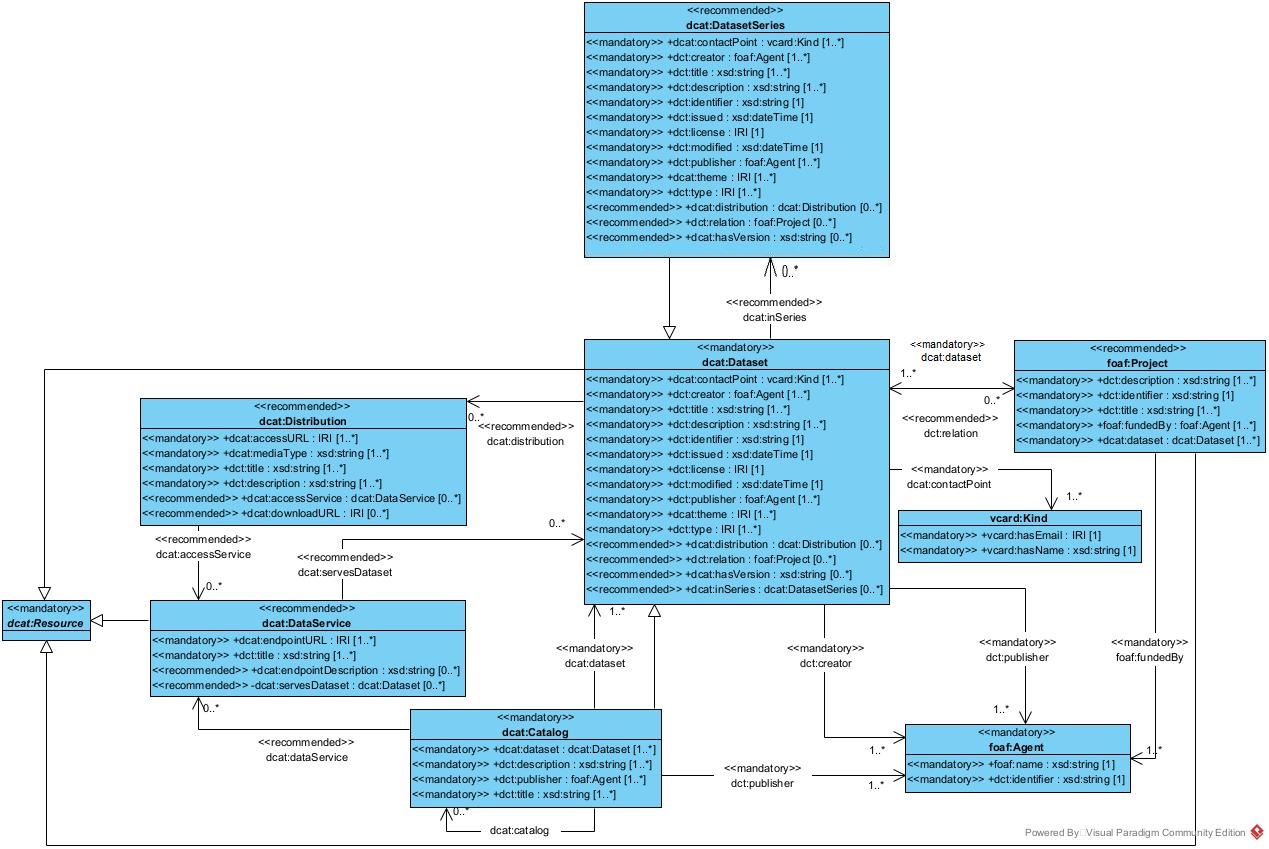 <<recommended>>
dcat:DatasetSeries
<<mandatory>> +dcat:contactPoint : vcard:Kind [1..*]
<<mandatory>> +dct:creator : foaf:Agent [1..*]
<<mandatory>> +dct:title : xsd:string [1..*]
<<mandatory>> +dct:description : xsd:string [1..*]
<<mandatory>> +dct:identifier : xsd:string [1]
<<mandatory>> +dct:issued : xsd:dateTime [1]
<<mandatory>> +dct:license : IRI [1]
<<mandatory>> +dct:modified : xsd:dateTime [1]
<<mandatory>> +dct:publisher : foaf:Agent [1..*]
<<mandatory>> +dcat:theme : IRI [1..*]
<<mandatory>> +dct:type : IRI [1..*]
<<recommended>> +dcat:distribution : dcat:Distribution [0..*]
<<recommended>> +dct:relation : foaf:Project [0..*]
<<recommended>> +dcat:hasVersion : xsd:string [0..*]
0..*
<<recommended>>
dcat:inSeries
<<mandatory>>
dcat:Dataset
<<mandatory>> +dcat:contactPoint : vcard:Kind [1..*]
<<mandatory>> +dct:creator : foaf:Agent [1..*]
<<mandatory>> +dct:title : xsd:string [1..*]
<<mandatory>> +dct:description : xsd:string [1..*]
<<mandatory>> +dct:identifier : xsd:string [1]
<<mandatory>> +dct:issued : xsd:dateTime [1]
<<mandatory>> +dct:license : IRI [1]
<<mandatory>> +dct:modified : xsd:dateTime [1]
<<mandatory>> +dct:publisher : foaf:Agent [1..*]
<<mandatory>> +dcat:theme : IRI [1..*]
<<mandatory>> +dct:type : IRI [1..*]
<<recommended>> +dcat:distribution : dcat:Distribution [0..*]
<<recommended>> +dct:relation : foaf:Project [0..*]
<<recommended>> +dcat:hasVersion : xsd:string [0..*]
<<recommended>> +dcat:inSeries : dcat:DatasetSeries [0..*]
<<mandatory>>
dcat:dataset
1..*
0..*
<<recommended>>
dct:relation
<<recommended>>
foaf:Project
<<mandatory>> +dct:description : xsd:string [1..*]
<<mandatory>> +dct:identifier : xsd:string [1]
<<mandatory>> +dct:title : xsd:string [1..*]
<<mandatory>> +foaf:fundedBy : foaf:Agent [1..*]
<<mandatory>> +dcat:dataset : dcat:Dataset [1..*]
<<recommended>>
dcat:Distribution
<<mandatory>> +dcat:accessURL : IRI [1..*]
<<mandatory>> +dcat:mediaType : xsd:string [1..*]
<<mandatory>> +dct:title : xsd:string [1..*]
<<mandatory>> +dct:description : xsd:string [1..*]
<<recommended>> +dcat:accessService : dcat:DataService [0..*]
<<recommended>> +dcat:downloadURL : IRI [0..*]
0..*
<<recommended>>
dcat:distribution
<<mandatory>>
dcat:contactPoint
1..*
vcard:Kind
<<mandatory>> +vcard:hasEmail : IRI [1]
<<mandatory>> +vcard:hasName : xsd:string [1]
<<recommended>>
dcat:accessService
0..*
<<recommended>>
dcat:servesDataset
0..*
<<mandatory>>
dcat:Resource
<<recommended>>
dcat:DataService
<<mandatory>> +dcat:endpointURL : IRI [1..*]
<<mandatory>> +dct:title : xsd:string [1..*]
<<recommended>> +dcat:endpointDescription : xsd:string [0..*]
<<recommended>> -dcat:servesDataset : dcat:Dataset [0..*]
1..*
<<mandatory>>
dcat:dataset
<<mandatory>>
dct:creator
1..*
<<mandatory>>
dct:publisher
1..*
<<mandatory>>
foaf:fundedBy
1..*
0..*
<<recommended>>
dcat:dataService
<<mandatory>>
dcat:Catalog
<<mandatory>> +dcat:dataset : dcat:Dataset [1..*]
<<mandatory>> +dct:description : xsd:string [1..*]
<<mandatory>> +dct:publisher : foaf:Agent [1..*]
<<mandatory>> +dct:title : xsd:string [1..*]
<<mandatory>>
dct:publisher
1..*
<<mandatory>>
foaf:Agent
<<mandatory>> +foaf:name : xsd:string [1]
<<mandatory>> +dct:identifier : xsd:string [1]
0..*
dcat:catalog
Powered By Visual Paradigm Community Edition